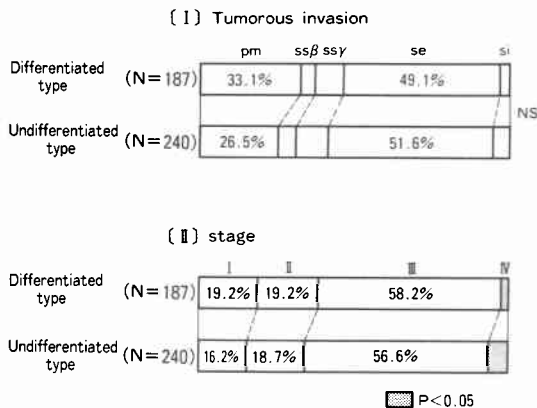 〔Ⅰ〕 Tumorous invasion
pm ssβ ssγ se si
Differentiated type (N=187) 33.1% 49.1%
NS
Undifferentiated type (N=240) 26.5% 51.6%
〔Ⅱ〕 stage
Ⅰ Ⅱ Ⅲ Ⅳ
Differentiated type (N=187) 19.2% 19.2% 58.2%
Undifferentiated type (N=240) 16.2% 18.7% 56.6%
P<0.05